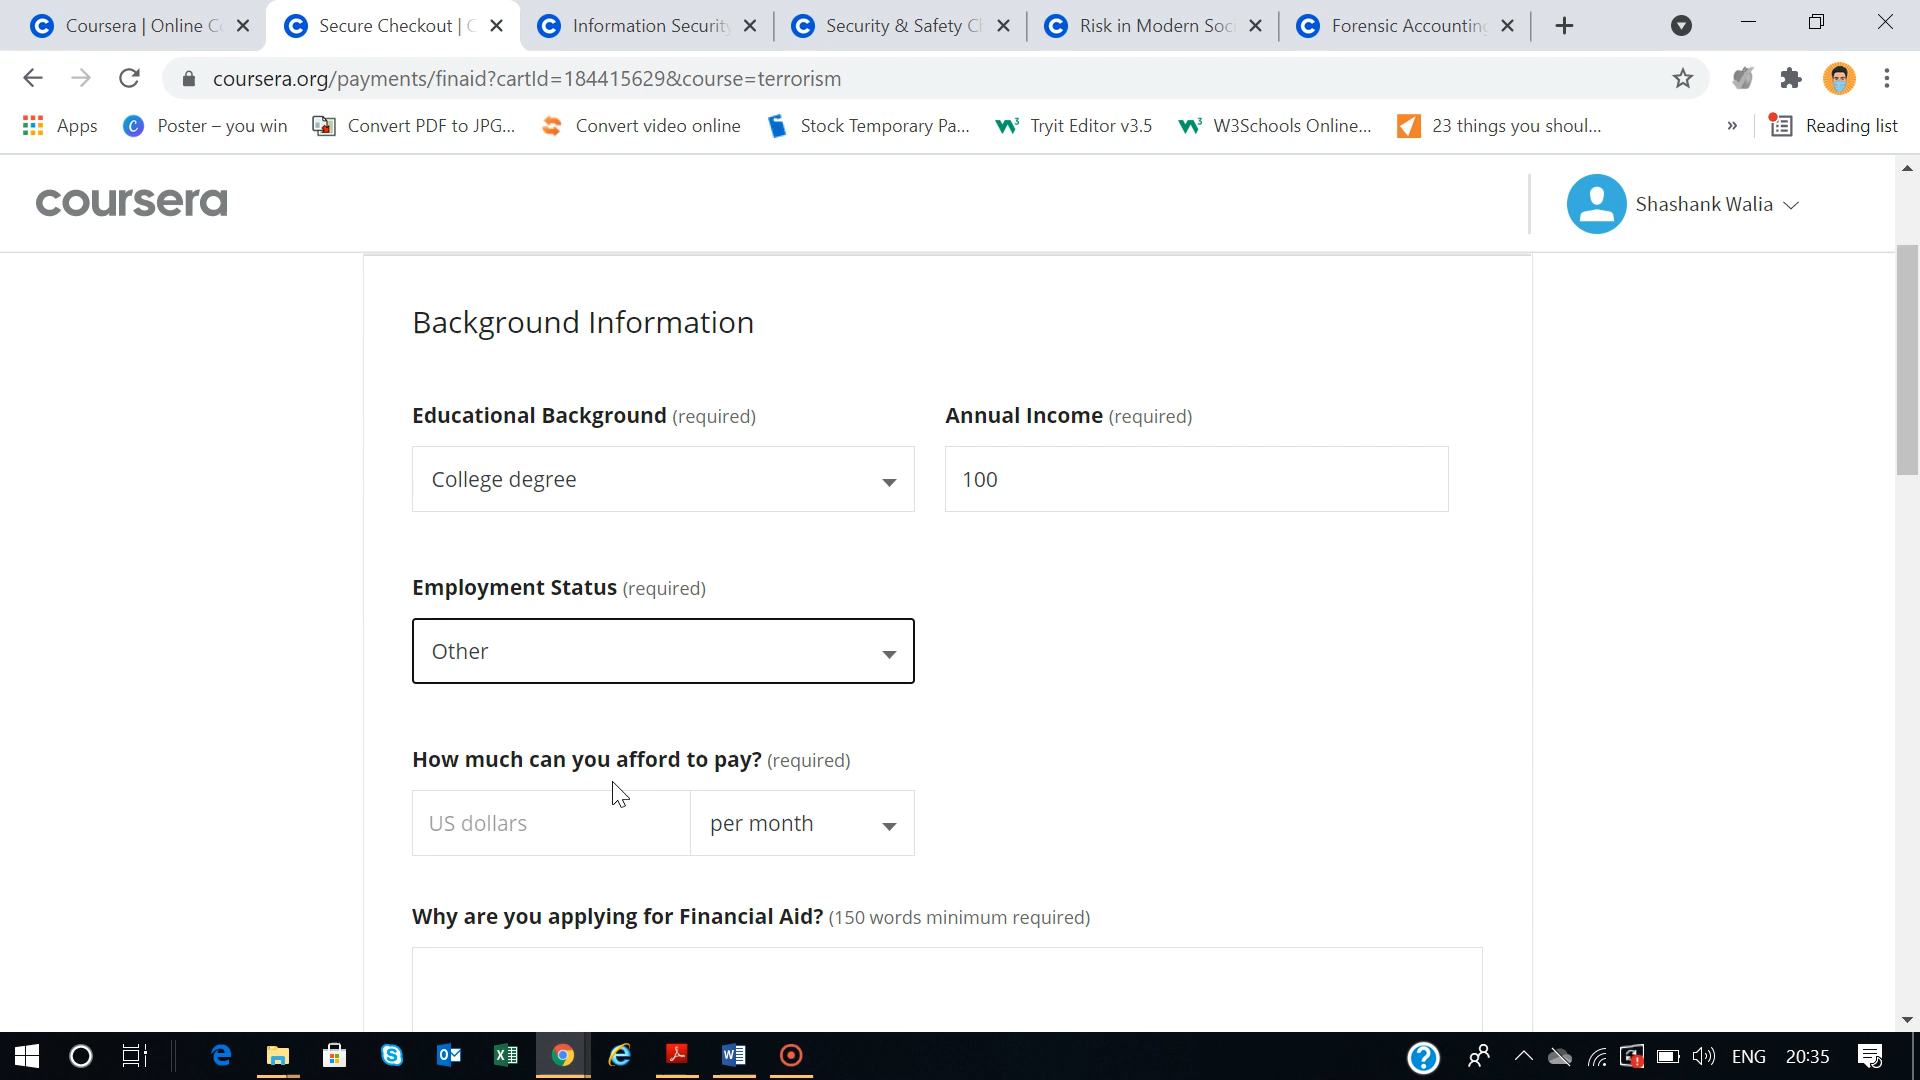 Coursera | Online Co
Secure Checkout | C
Information Security
Security & Safety Ch
Risk in Modern Soci
Forensic Accounting
coursera.org/payments/finaid?cartId=184415629&course=terrorism
Apps
Poster – you win
Convert PDF to JPG...
Convert video online
Stock Temporary Pa...
Tryit Editor v3.5
W3Schools Online...
23 things you shoul...
»
Reading list
coursera
Shashank Walia
Background Information
Educational Background (required)
Annual Income (required)
College degree
100
Employment Status (required)
Other
How much can you afford to pay? (required)
US dollars
per month
Why are you applying for Financial Aid? (150 words minimum required)
ENG
20:35